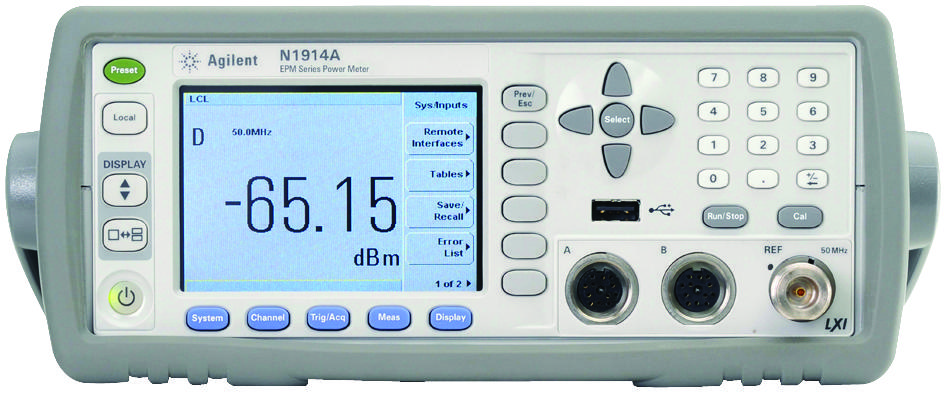 Agilent N1914A
EPM Series Power Meter
Preset
Local
DISPLAY
LCL
D 50.0MHz
-65.15
dBm
Sys/Inputs
Remote
Interfaces
Tables
Save/
Recall
Error
List
1 of 2
System Channel Trig/Acq Meas Display
Prev/
Esc
Select
7 8 9
4 5 6
1 2 3
0 . +/-
Run/Stop Cal
A B REF 50 MHz
LXI